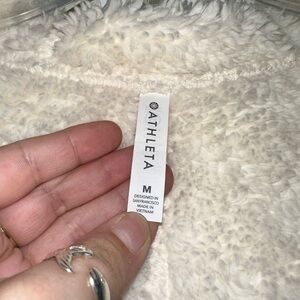 ATHLETA
M
DESIGNED IN
SAN FRANCISCO
MADE IN
VIETNAM